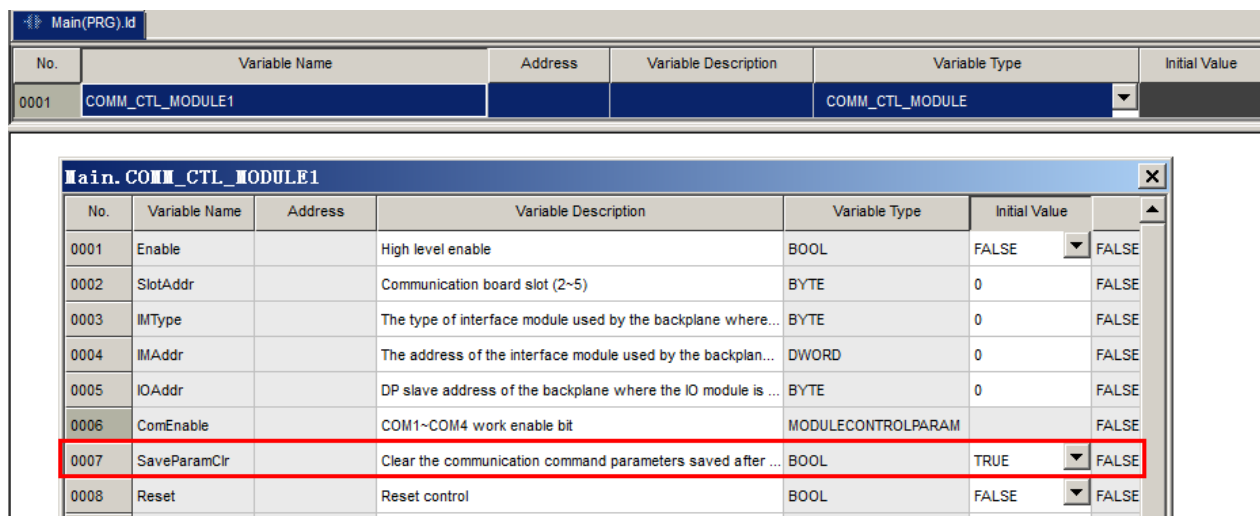 Main(PRG).ld
No. Variable Name Address Variable Description Variable Type Initial Value
0001 COMM_CTL_MODULE1 COMM_CTL_MODULE
Main.COMM_CTL_MODULE1
No. Variable Name Address Variable Description Variable Type Initial Value
0001 Enable High level enable BOOL FALSE FALSE
0002 SlotAddr Communication board slot (2~5) BYTE 0 FALSE
0003 IMType The type of interface module used by the backplane where... BYTE 0 FALSE
0004 IMAddr The address of the interface module used by the backplan... DWORD 0 FALSE
0005 IOAddr DP slave address of the backplane where the IO module is ... BYTE 0 FALSE
0006 ComEnable COM1~COM4 work enable bit MODULECONTROLPARAM FALSE
0007 SaveParamClr Clear the communication command parameters saved after ... BOOL TRUE FALSE
0008 Reset Reset control BOOL FALSE FALSE